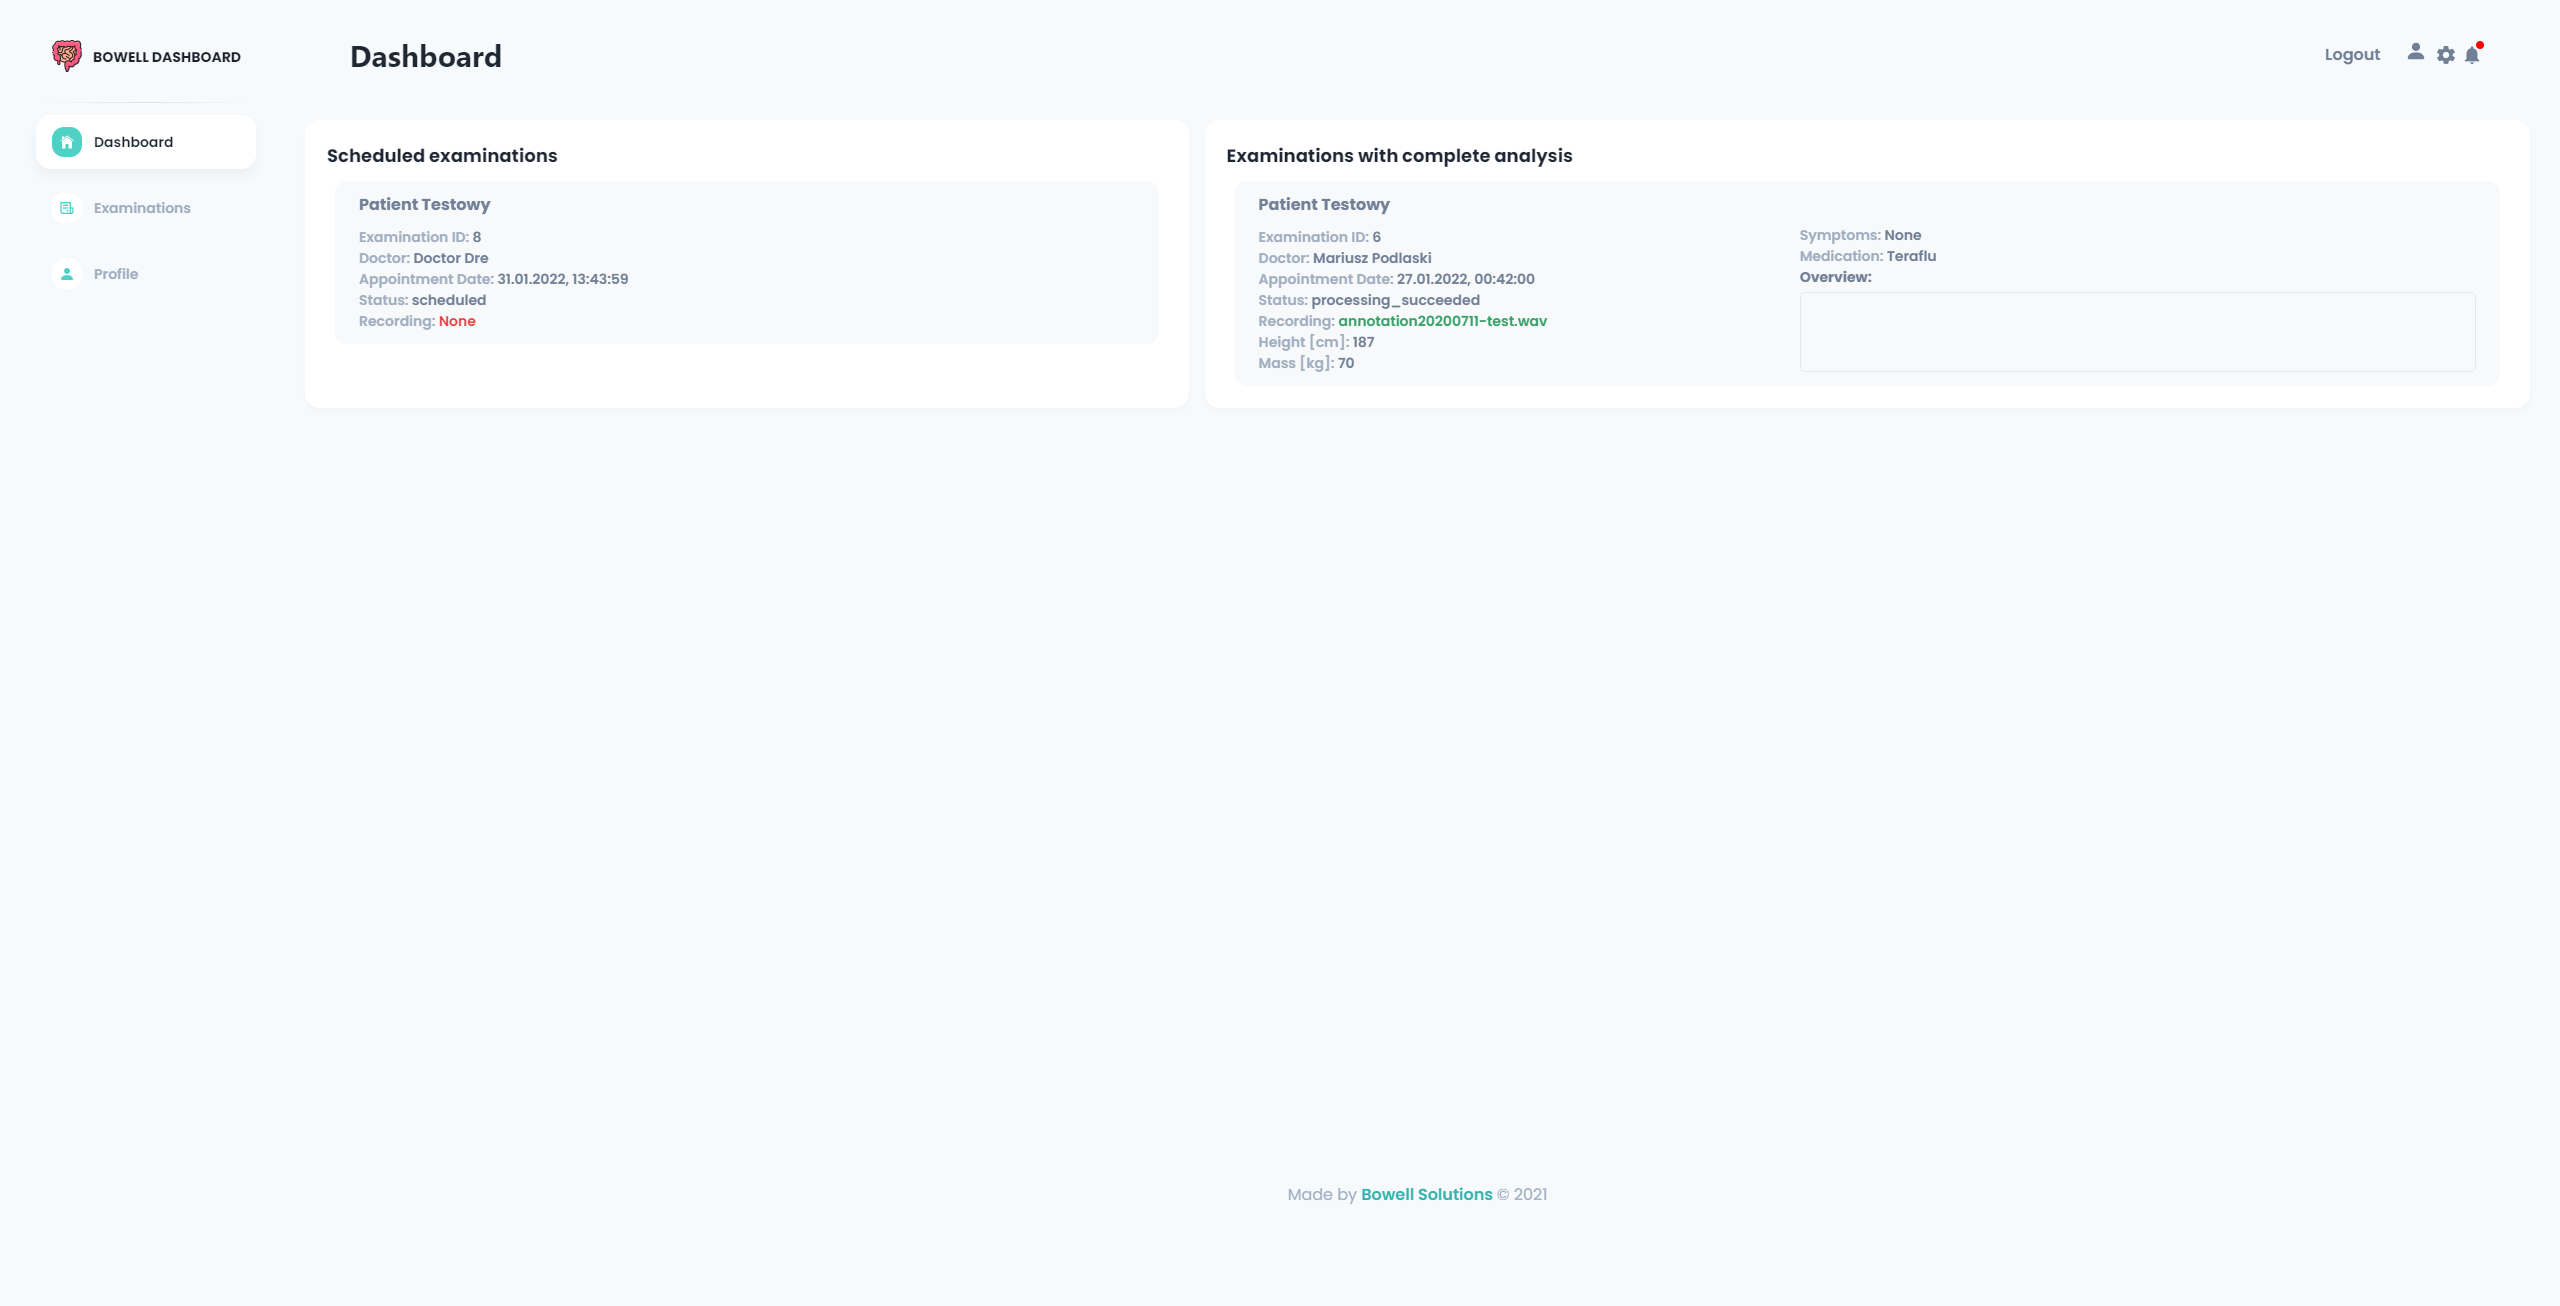 BOWELL DASHBOARD
Dashboard
Examinations
Profile
Dashboard
Logout
Scheduled examinations
Patient Testowy
Examination ID: 8
Doctor: Doctor Dre
Appointment Date: 31.01.2022, 13:43:59
Status: scheduled
Recording: None
Examinations with complete analysis
Patient Testowy
Examination ID: 6
Doctor: Mariusz Podlaski
Appointment Date: 27.01.2022, 00:42:00
Status: processing_succeeded
Recording: annotation20200711-test.wav
Height [cm]: 187
Mass [kg]: 70
Symptoms: None
Medication: Teraflu
Overview:
Made by Bowell Solutions © 2021